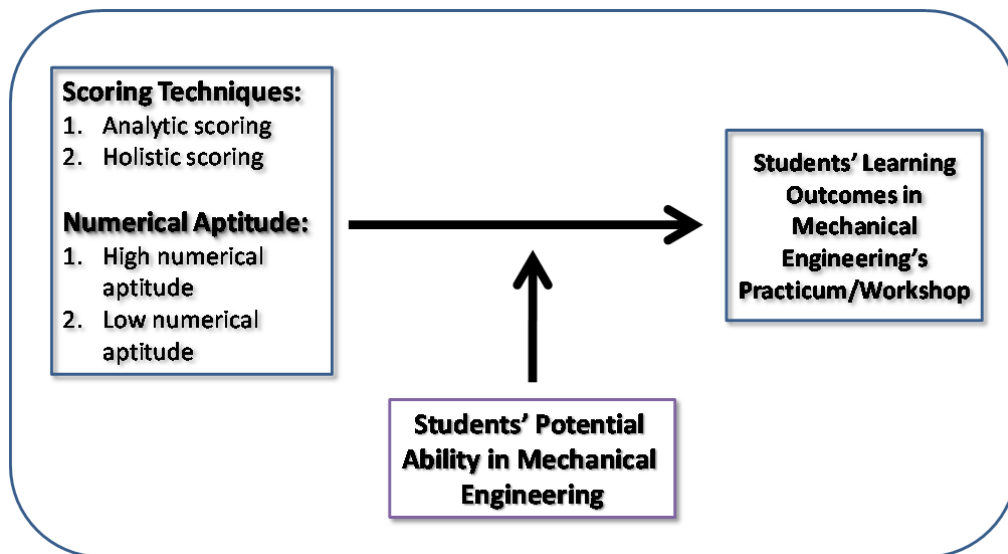 Scoring Techniques:
1. Analytic scoring
2. Holistic scoring
Numerical Aptitude:
1. High numerical
aptitude
2. Low numerical
aptitude
Students’ Learning
Outcomes in
Mechanical
Engineering’s
Practicum/Workshop
Students’ Potential
Ability in Mechanical
Engineering